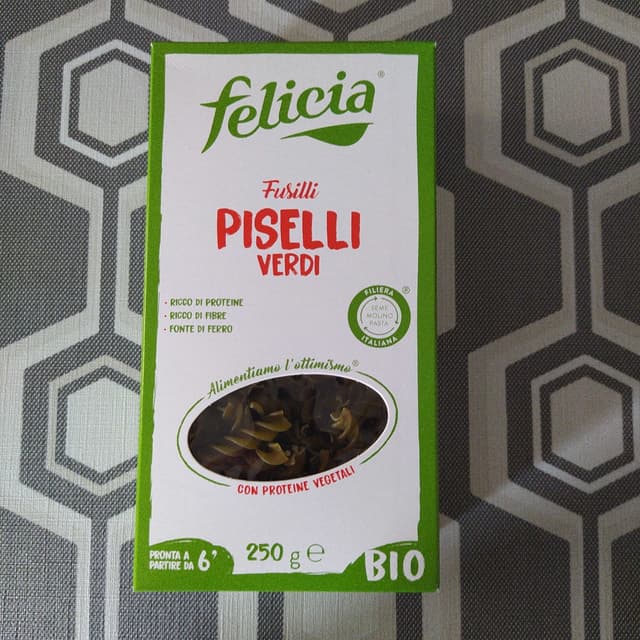 felicia®
Fusilli
PISELLI
VERDI
· RICCO DI PROTEINE
· RICCO DI FIBRE
· FONTE DI FERRO
FILIERA ®
SEME
MOLINO
PASTA
ITALIANA
Alimentiamo l'ottimismo®
CON PROTEINE VEGETALI
PRONTA A
PARTIRE DA 6'
250 g ℮
BIO